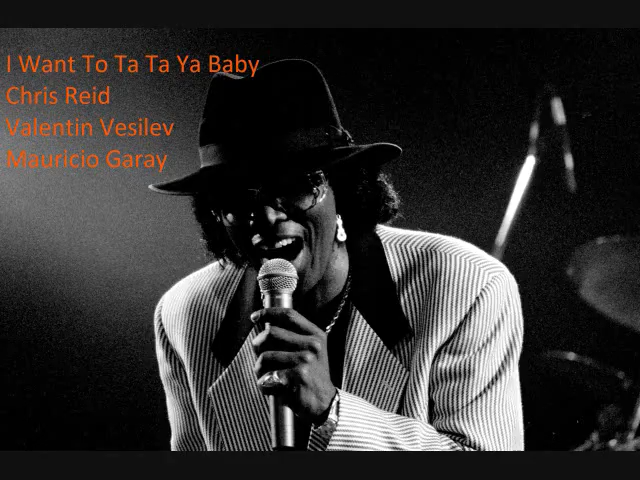 I Want To Ta Ta Ya Baby
Chris Reid
Valentin Vesilev
Mauricio Garay